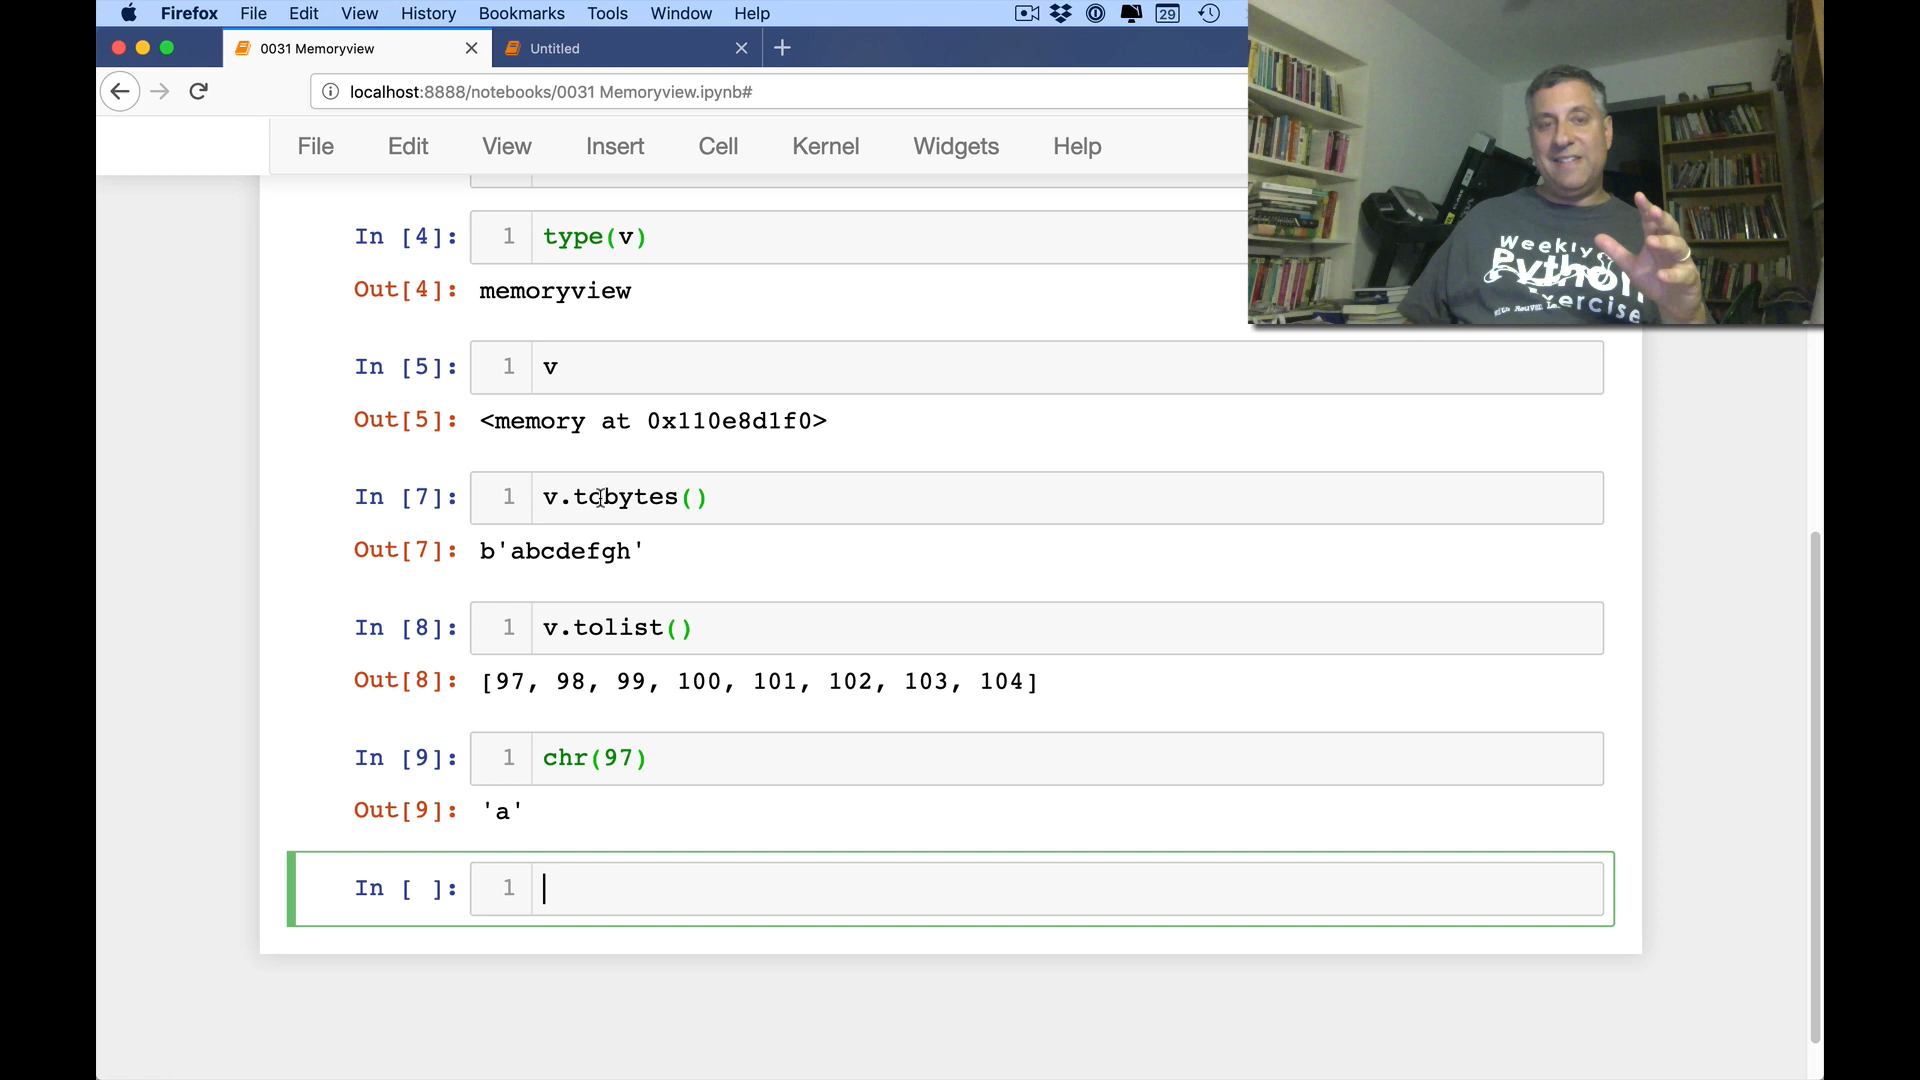 Firefox File Edit View History Bookmarks Tools Window Help 29
0031 Memoryview Untitled
localhost:8888/notebooks/0031 Memoryview.ipynb#
File Edit View Insert Cell Kernel Widgets Help
In [4]: 1 type(v)
Out[4]: memoryview
In [5]: 1 v
Out[5]: <memory at 0x110e8d1f0>
In [7]: 1 v.tobytes()
Out[7]: b'abcdefgh'
In [8]: 1 v.tolist()
Out[8]: [97, 98, 99, 100, 101, 102, 103, 104]
In [9]: 1 chr(97)
Out[9]: 'a'
In [ ]: 1
Weekly
Python
Exercise